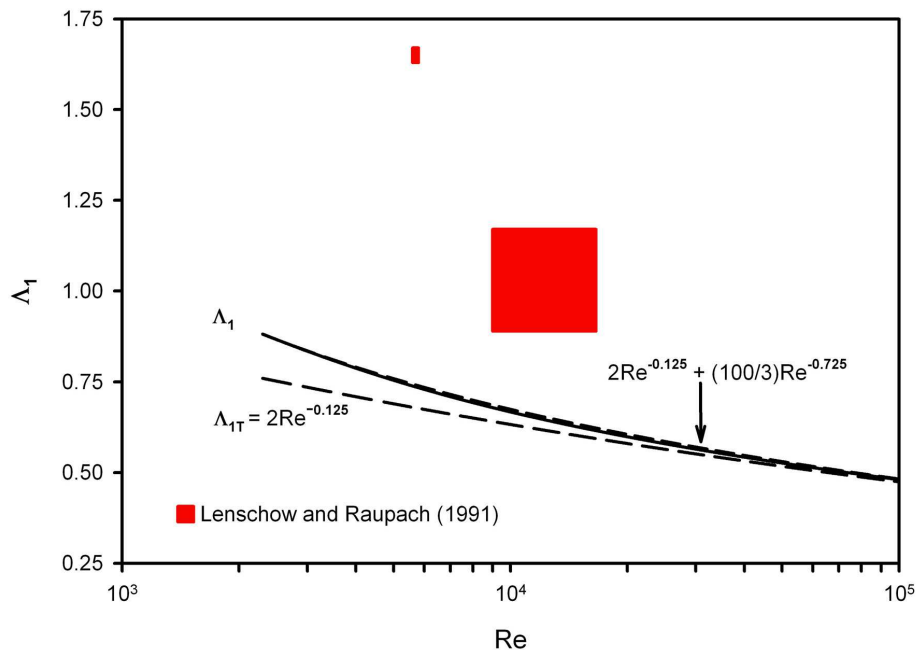 1.75
1.50
1.25
1.00
0.75
0.50
0.25
Λ₁
Λ₁
2Re⁻⁰·¹²⁵ + (100/3)Re⁻⁰·⁷²⁵
Λ₁T = 2Re⁻⁰·¹²⁵
Lenschow and Raupach (1991)
10³
10⁴
10⁵
Re